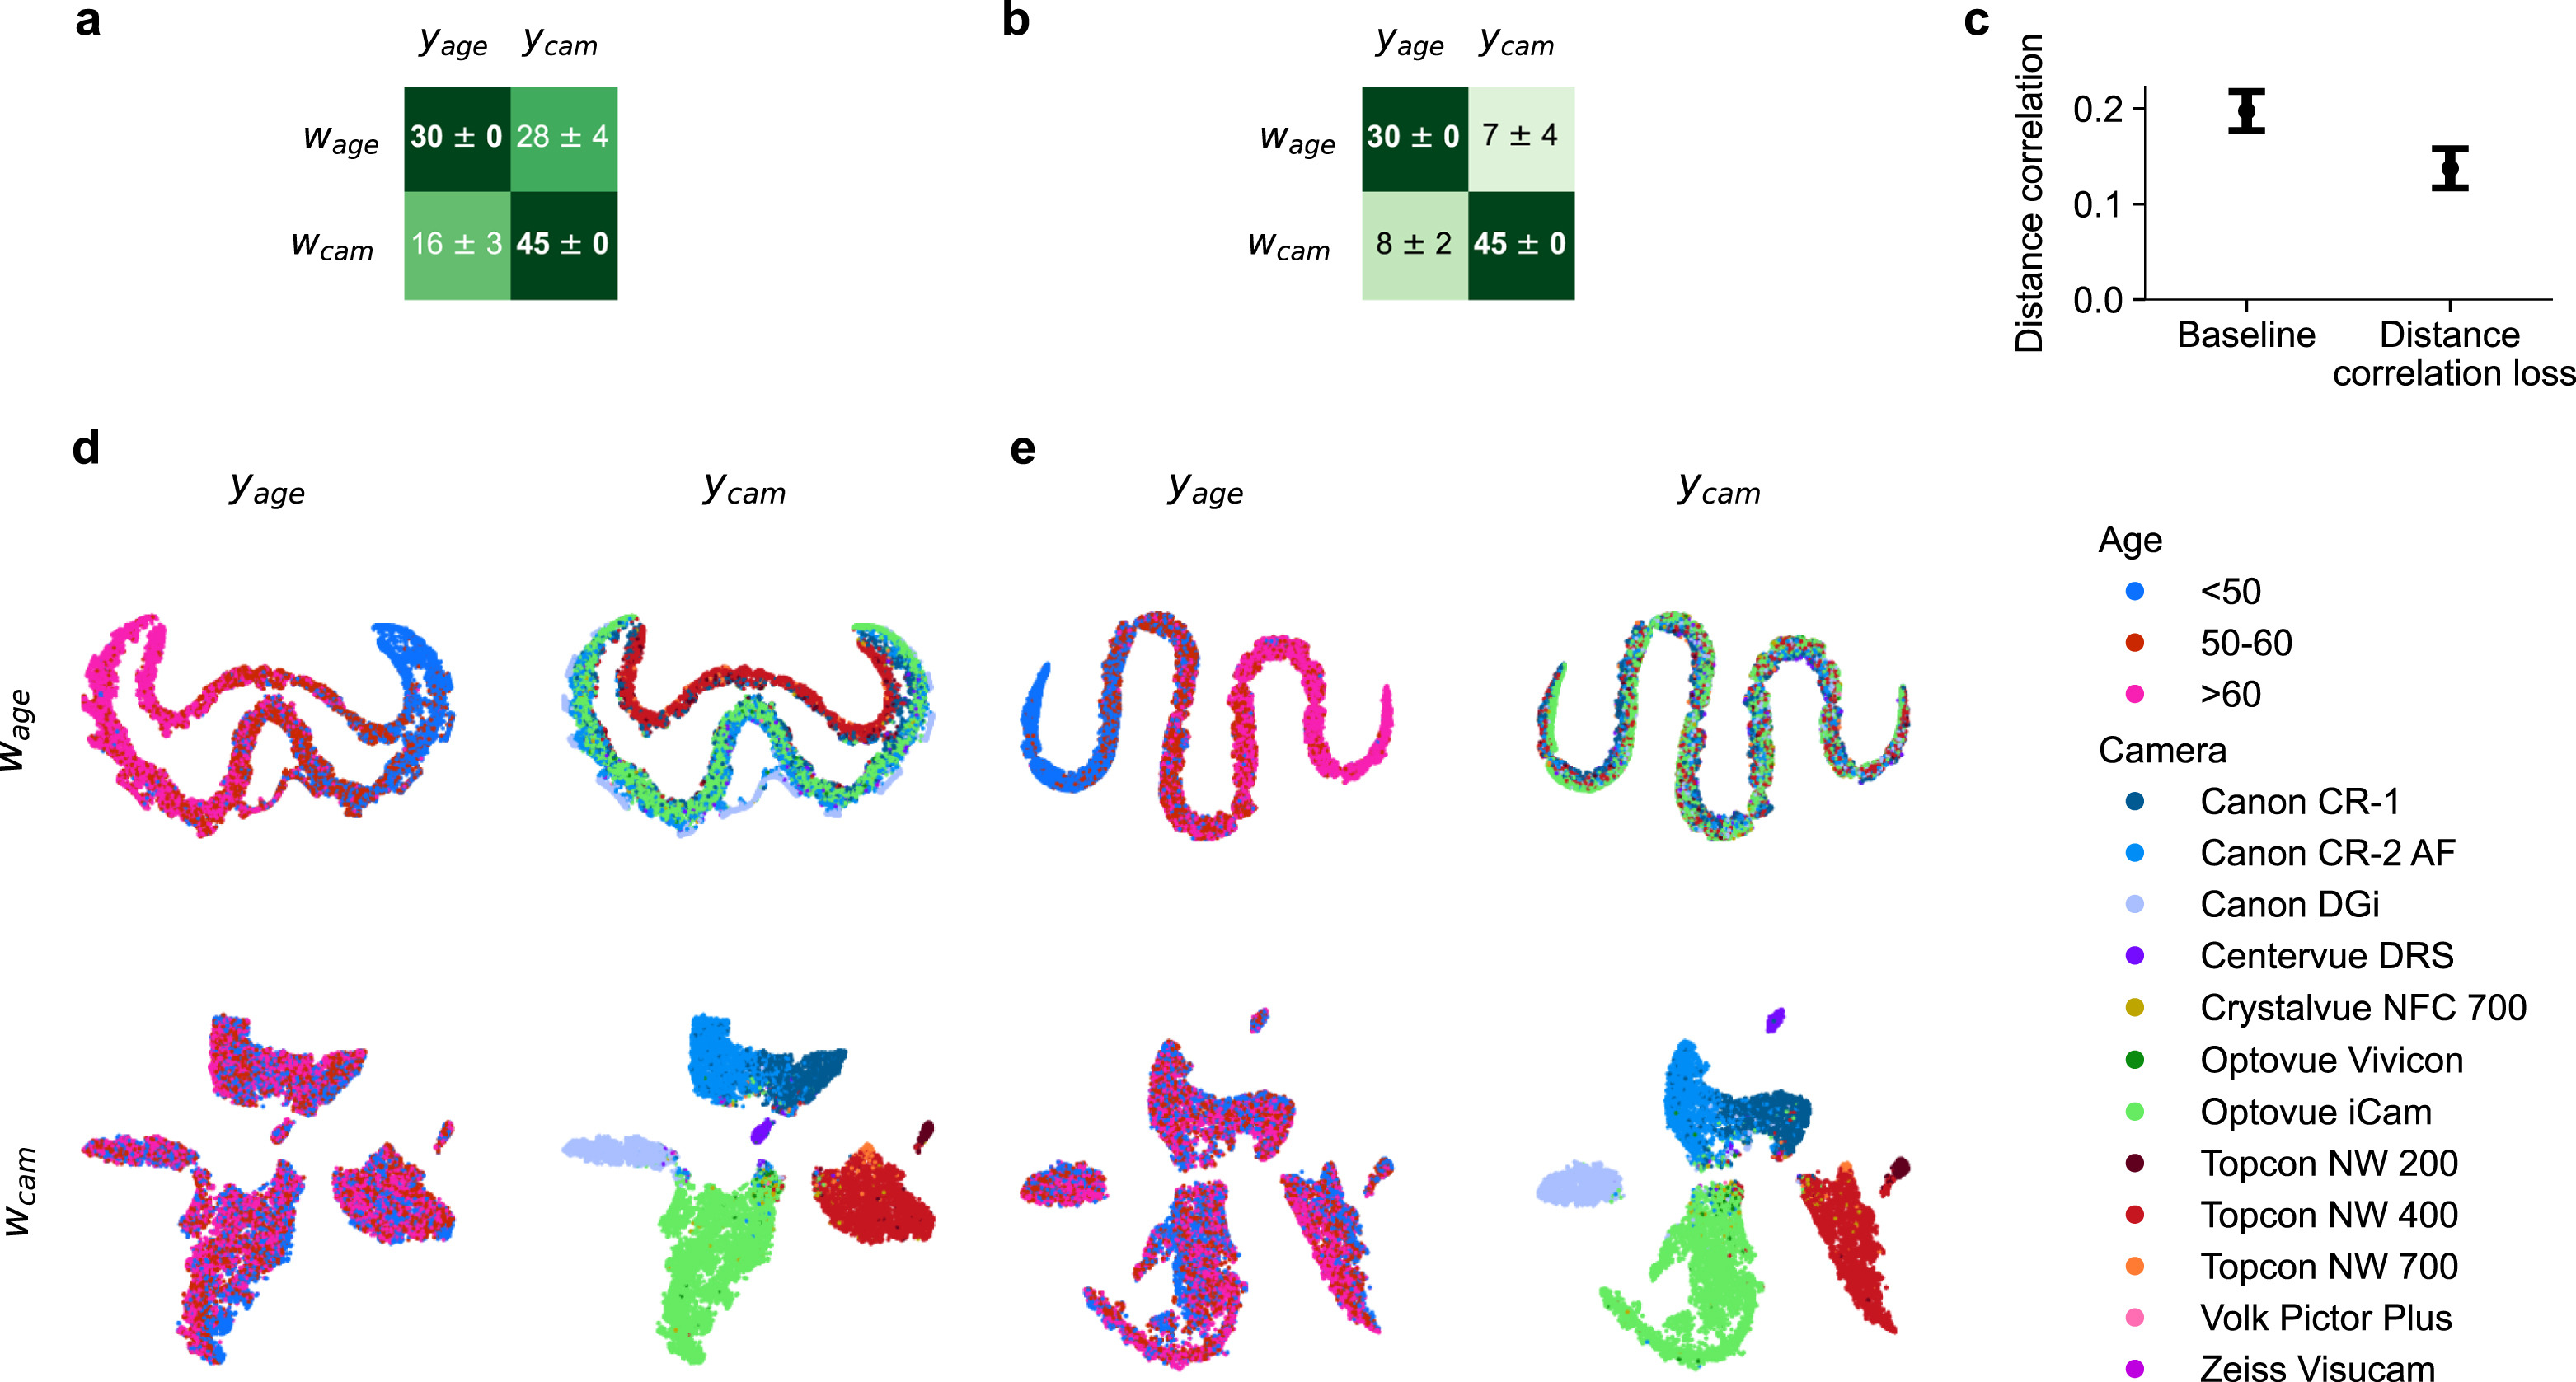 a
y_age y_cam
w_age 30 ± 0 28 ± 4
w_cam 16 ± 3 45 ± 0
b
y_age y_cam
w_age 30 ± 0 7 ± 4
w_cam 8 ± 2 45 ± 0
c
Distance correlation
0.2
0.1
0.0
Baseline
Distance
correlation loss
d
y_age y_cam
w_age
w_cam
e
y_age y_cam
Age
<50
50-60
>60
Camera
Canon CR-1
Canon CR-2 AF
Canon DGi
Centervue DRS
Crystalvue NFC 700
Optovue Vivicon
Optovue iCam
Topcon NW 200
Topcon NW 400
Topcon NW 700
Volk Pictor Plus
Zeiss Visucam